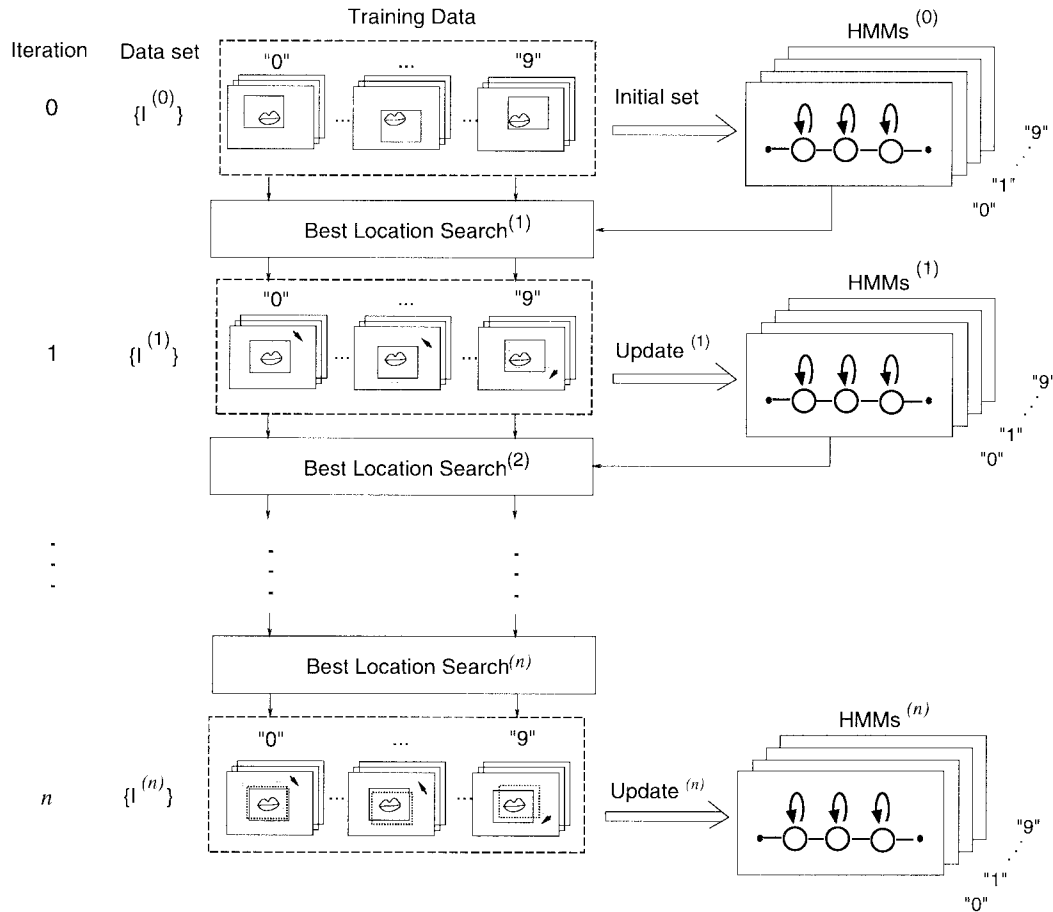 Training Data
HMMs (0)
Iteration Data set
"0" ... "9"
0 {I (0)} ... ... Initial set
"9"
"1"
"0"
Best Location Search (1)
HMMs (1)
"0" ... "9"
1 {I (1)} ... ... Update (1)
"9'
"1"
"0"
Best Location Search (2)
Best Location Search (n)
HMMs (n)
"0" ... "9"
n {I (n)} ... ... Update (n)
"9"
"1"
"0"